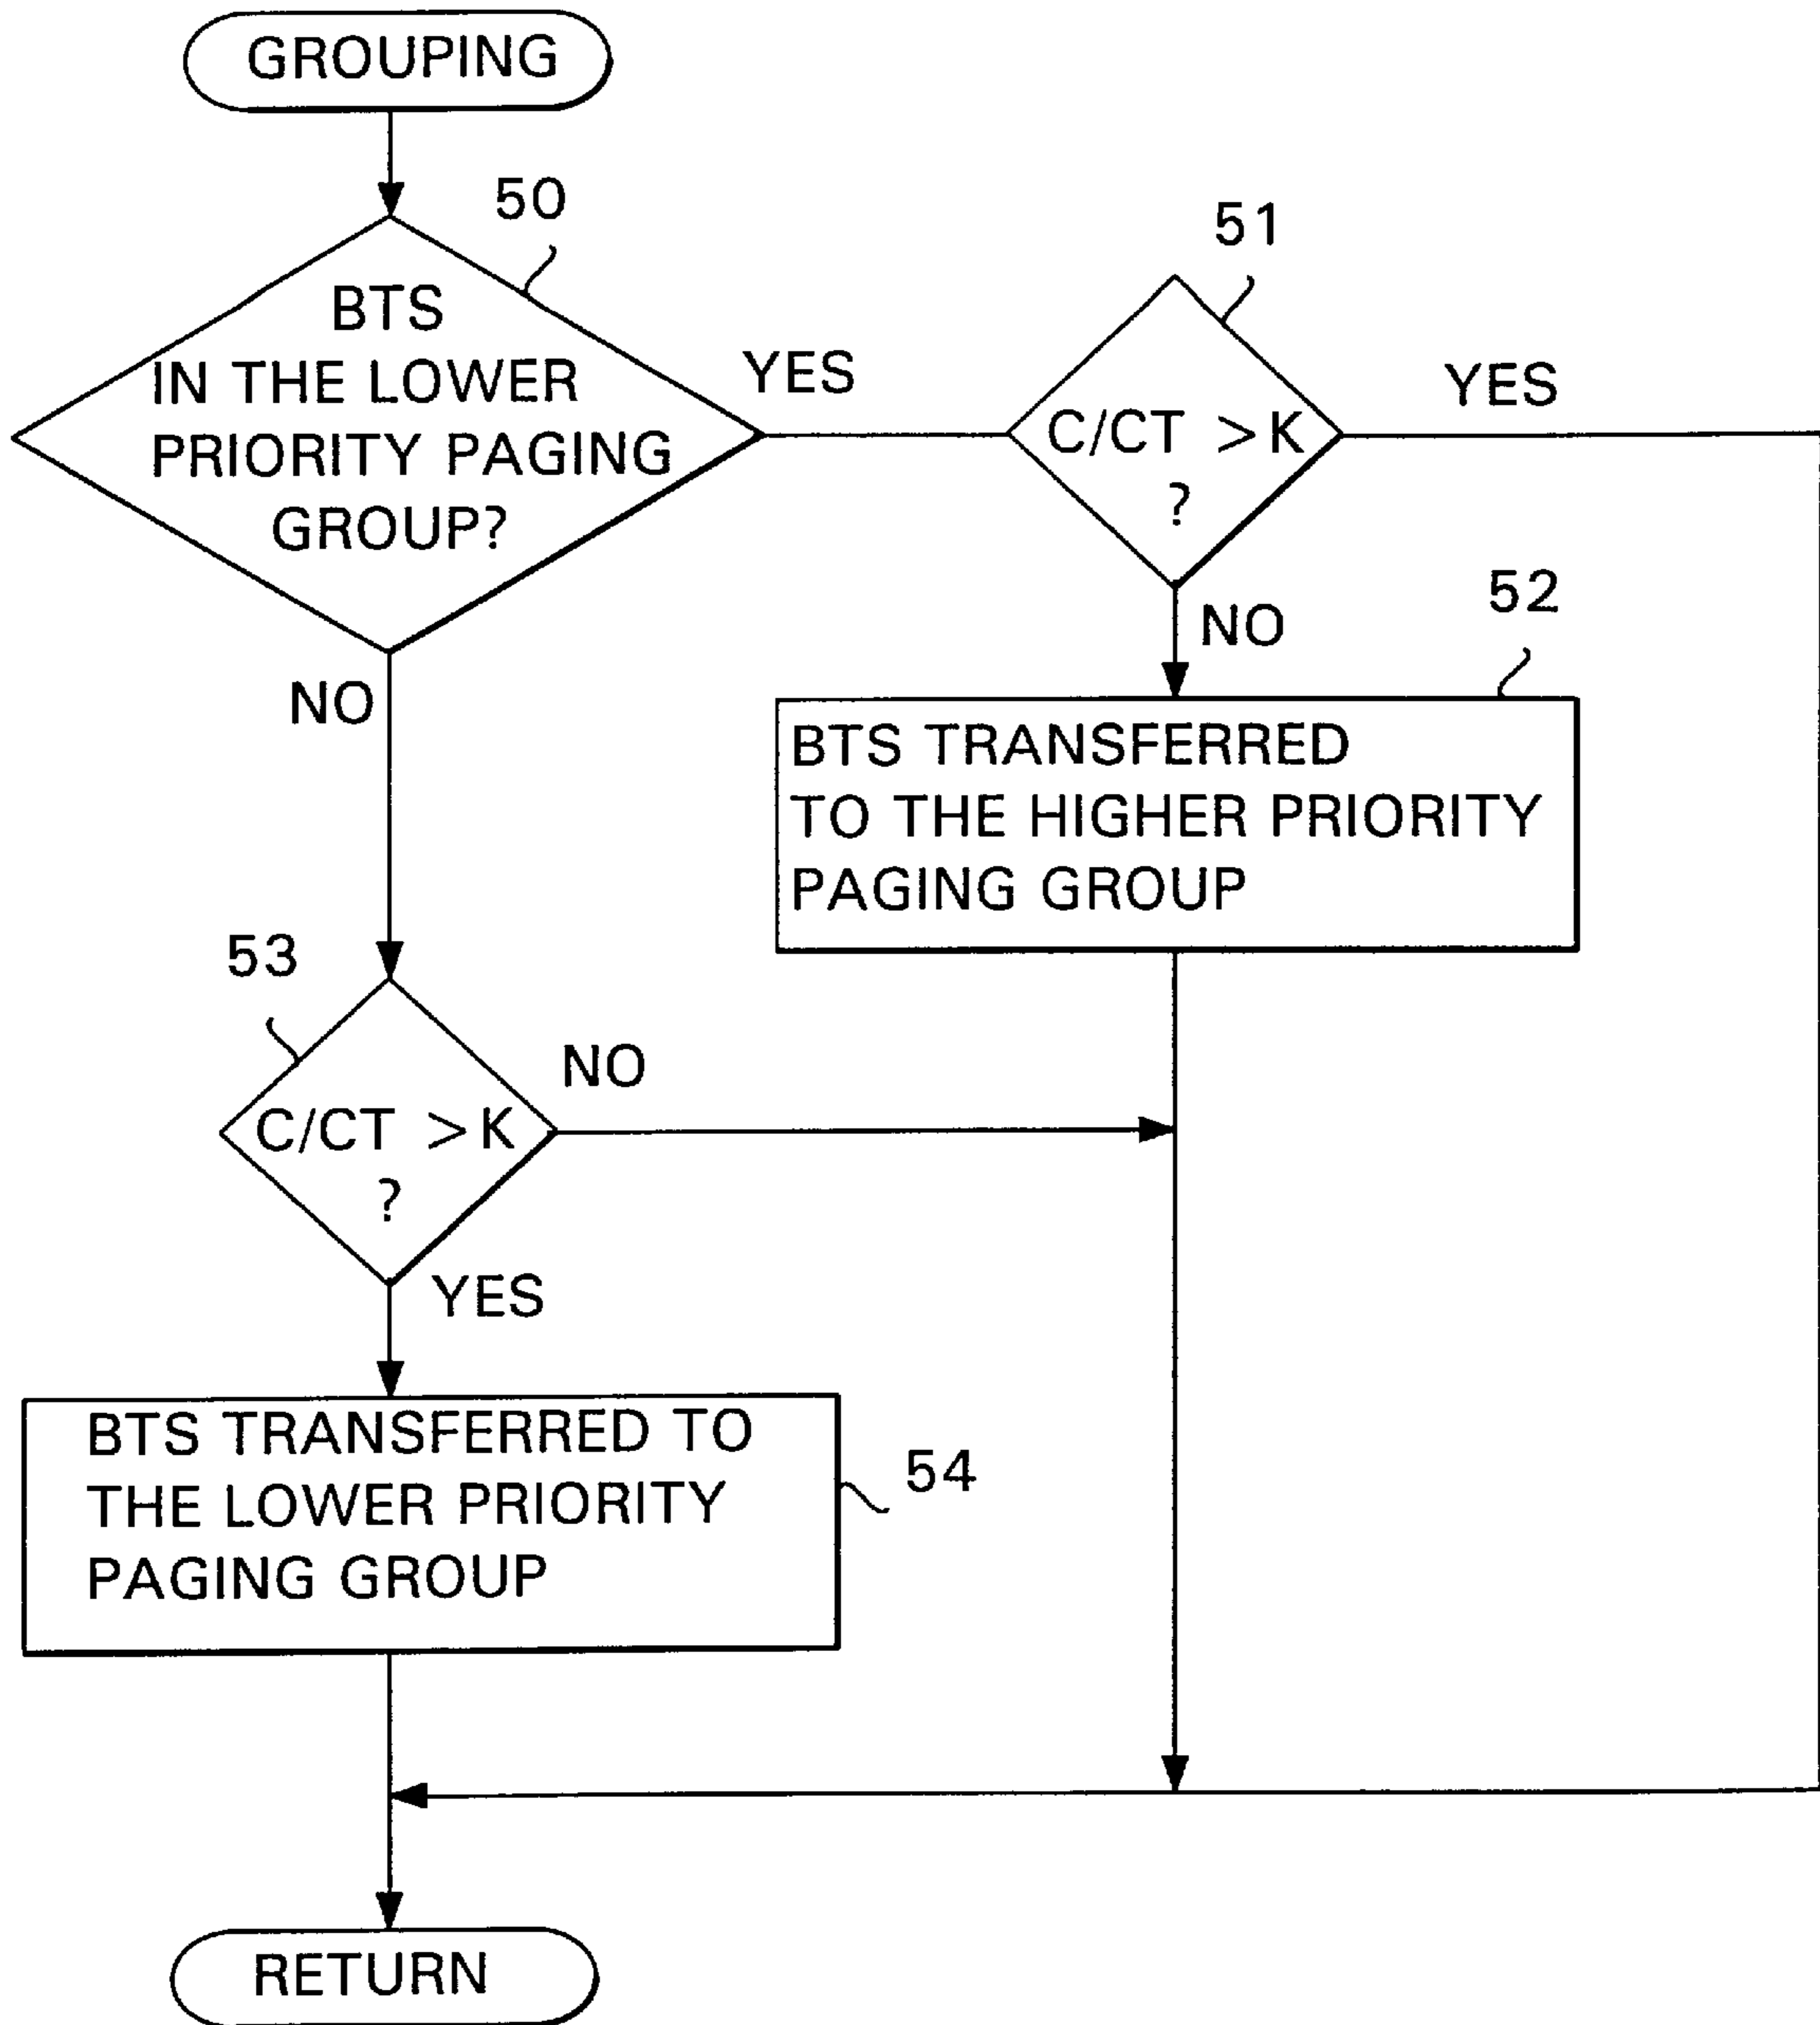 GROUPING
50
BTS
IN THE LOWER
PRIORITY PAGING
GROUP?
YES
NO
51
C/CT > K
?
YES
NO
52
BTS TRANSFERRED
TO THE HIGHER PRIORITY
PAGING GROUP
53
C/CT > K
?
NO
YES
BTS TRANSFERRED TO
THE LOWER PRIORITY
PAGING GROUP
54
RETURN